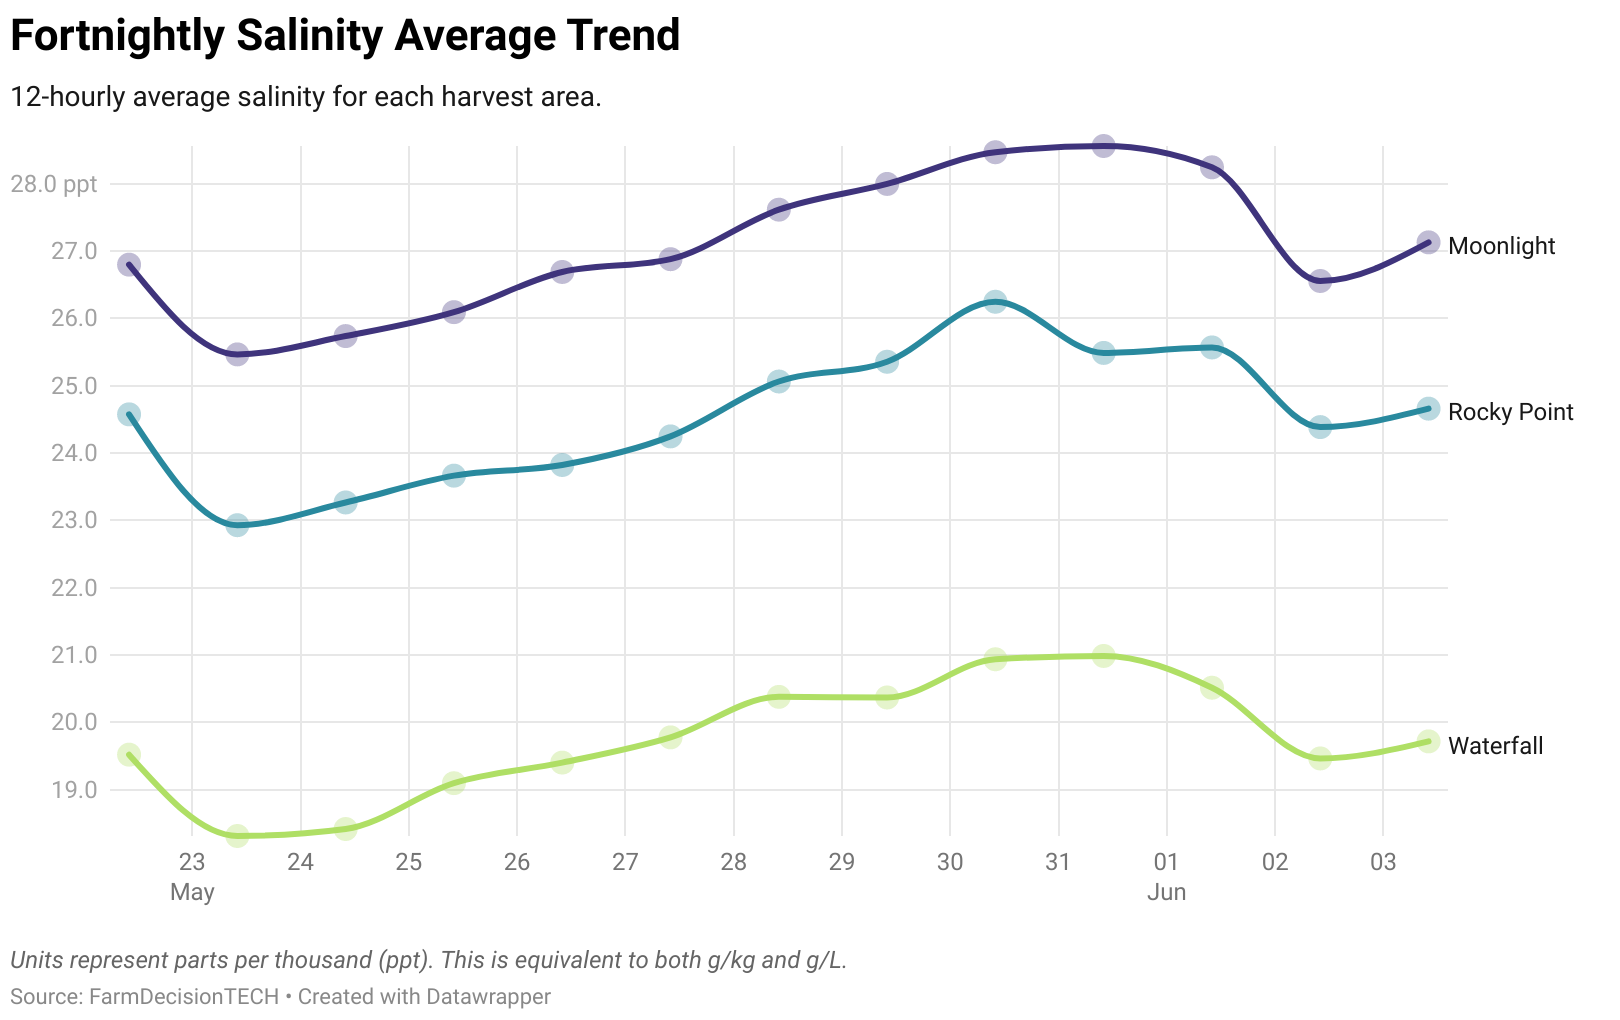 Fortnightly Salinity Average Trend
12-hourly average salinity for each harvest area.
28.0 ppt
27.0
Moonlight
26.0
25.0
Rocky Point
24.0
23.0
22.0
21.0
20.0
Waterfall
19.0
23 24 25 26 27 28 29 30 31 01 02 03
May Jun
Units represent parts per thousand (ppt). This is equivalent to both g/kg and g/L.
Source: FarmDecisionTECH • Created with Datawrapper